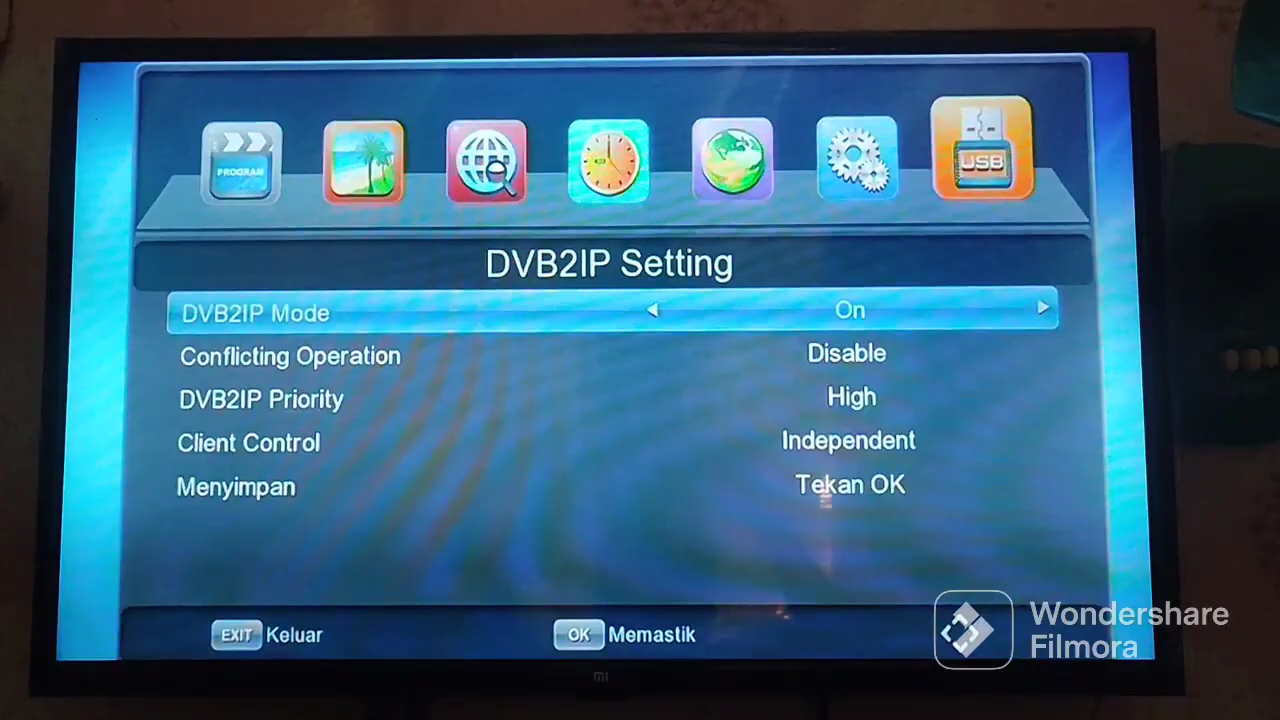 PROGRAM
USB
DVB2IP Setting
DVB2IP Mode On
Conflicting Operation Disable
DVB2IP Priority High
Client Control Independent
Menyimpan Tekan OK
EXIT Keluar OK Memastik
Wondershare
Filmora
mi